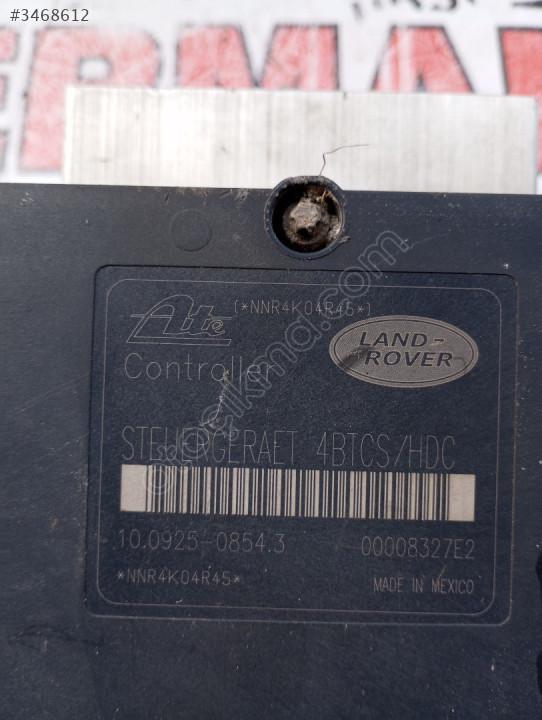 #3468612
(*NNR4K04R45*)
Ate
LAND-
ROVER
Controller
STEUERGERAET 4BTCS/HDC
10.0925-0854.3 00008327E2
*NNR4K04R45*
MADE IN MEXICO